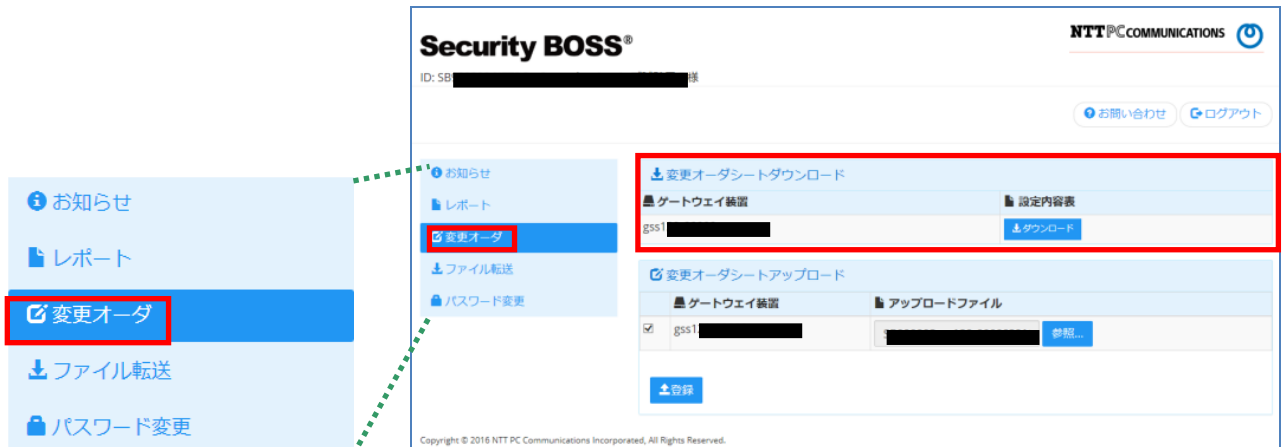 お知らせ
レポート
変更オーダ
ファイル転送
パスワード変更
Security BOSS®
NTTPC COMMUNICATIONS
ID: SB 様
お問い合わせ ログアウト
お知らせ
レポート
変更オーダ
ファイル転送
パスワード変更
変更オーダシートダウンロード
ゲートウェイ装置 設定内容表
gss1 ダウンロード
変更オーダシートアップロード
ゲートウェイ装置 アップロードファイル
gss1 参照...
登録
Copyright © 2016 NTT PC Communications Incorporated, All Rights Reserved.